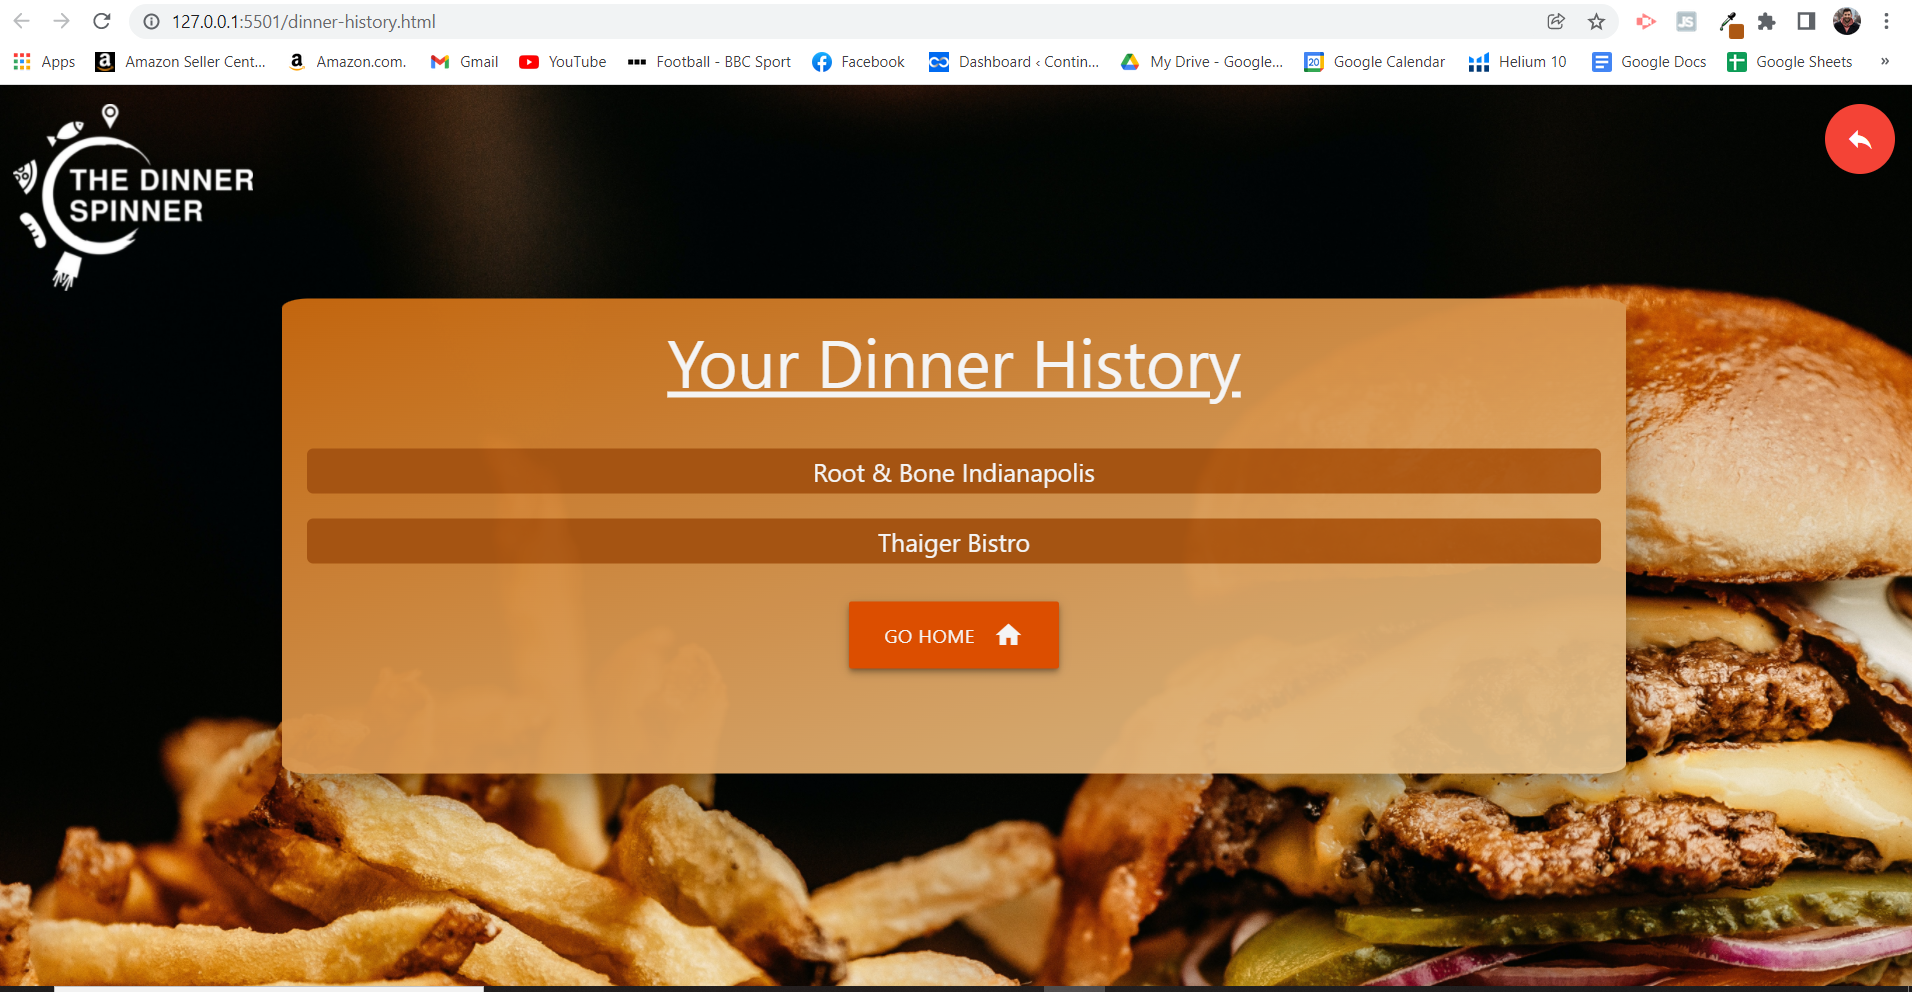 127.0.0.1:5501/dinner-history.html
JS
Apps
Amazon Seller Cent...
Amazon.com.
Gmail
YouTube
Football - BBC Sport
Facebook
Dashboard ‹ Contin...
My Drive - Google...
20
Google Calendar
Helium 10
Google Docs
Google Sheets
»
THE DINNER
SPINNER
Your Dinner History
Root & Bone Indianapolis
Thaiger Bistro
GO HOME